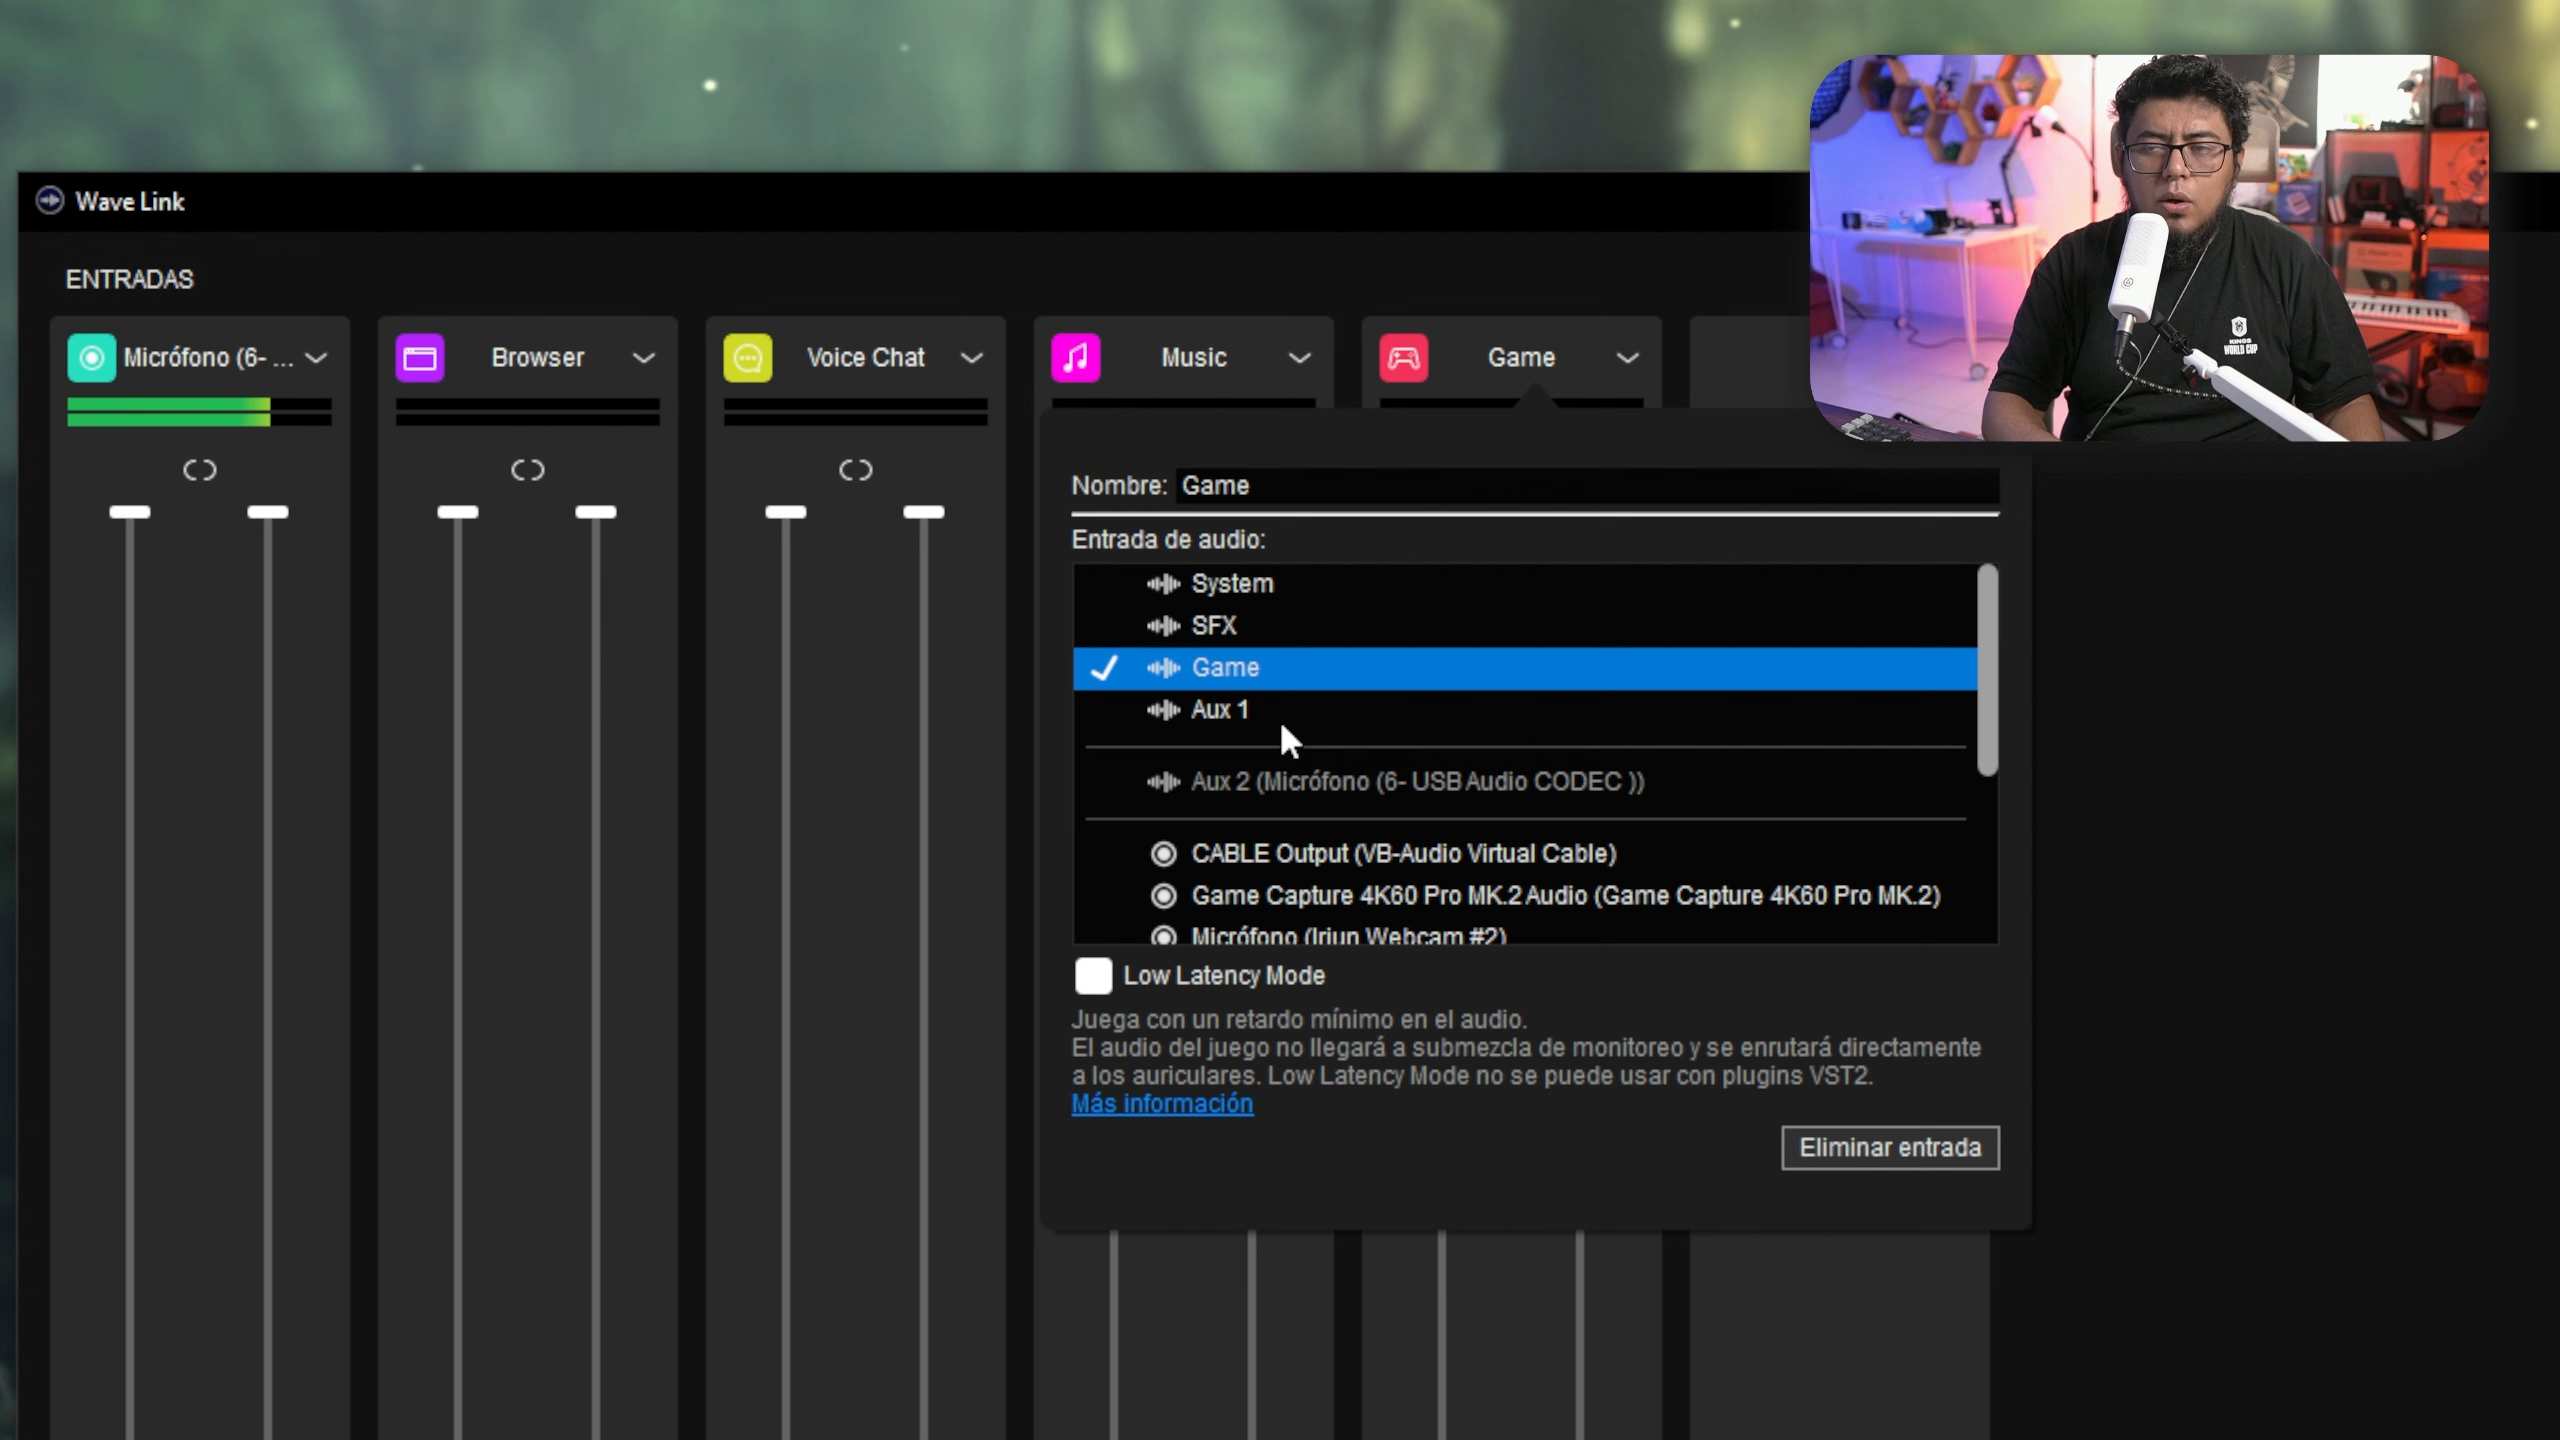 Wave Link
ENTRADAS
Micrófono (6- ...
Browser
Voice Chat
Music
Game
KINGS
WORLD CUP
Nombre: Game
Entrada de audio:
System
SFX
Game
Aux 1
Aux 2 (Micrófono (6- USB Audio CODEC ))
CABLE Output (VB-Audio Virtual Cable)
Game Capture 4K60 Pro MK.2 Audio (Game Capture 4K60 Pro MK.2)
Micrófono (Iriun Webcam #2)
Low Latency Mode
Juega con un retardo mínimo en el audio.
El audio del juego no llegará a submezcla de monitoreo y se enrutará directamente
a los auriculares. Low Latency Mode no se puede usar con plugins VST2.
Más información
Eliminar entrada